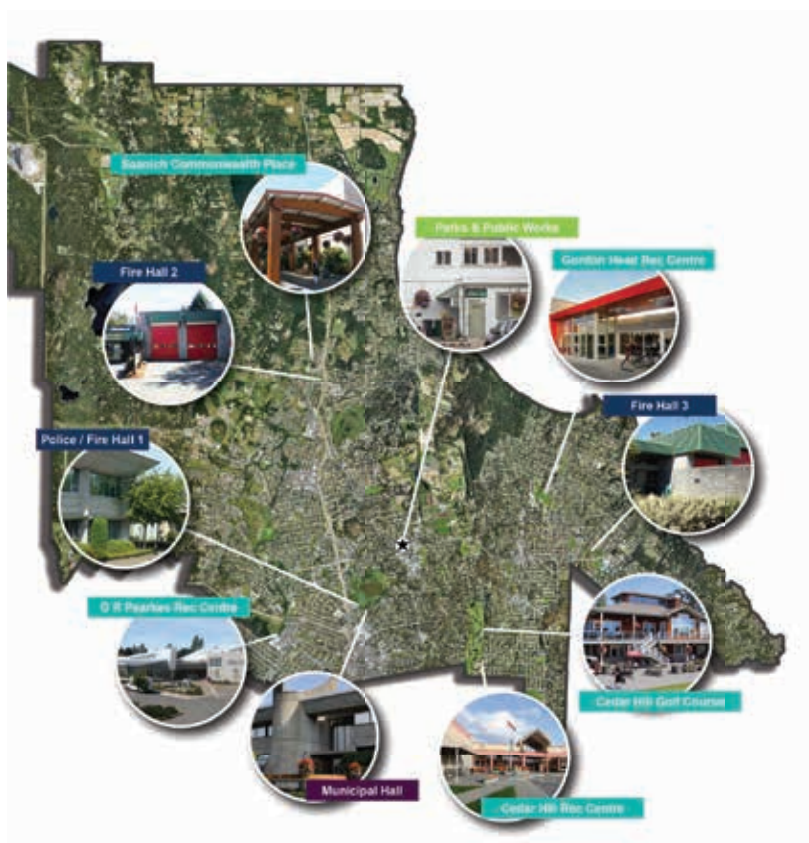 Saanich Commonwealth Place
Parks & Public Works
Gordon Head Rec Centre
Fire Hall 2
Fire Hall 3
Police / Fire Hall 1
G R Pearkes Rec Centre
Cedar Hill Golf Course
Municipal Hall
Cedar Hill Rec Centre